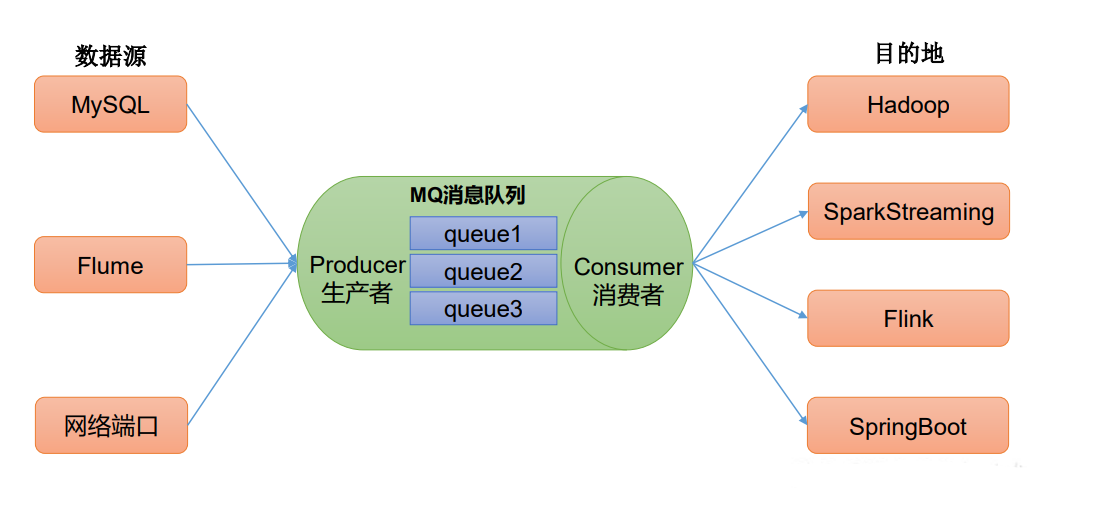 数据源
MySQL
Flume
网络端口
MQ消息队列
Producer
生产者
queue1
queue2
queue3
Consumer
消费者
目的地
Hadoop
SparkStreaming
Flink
SpringBoot